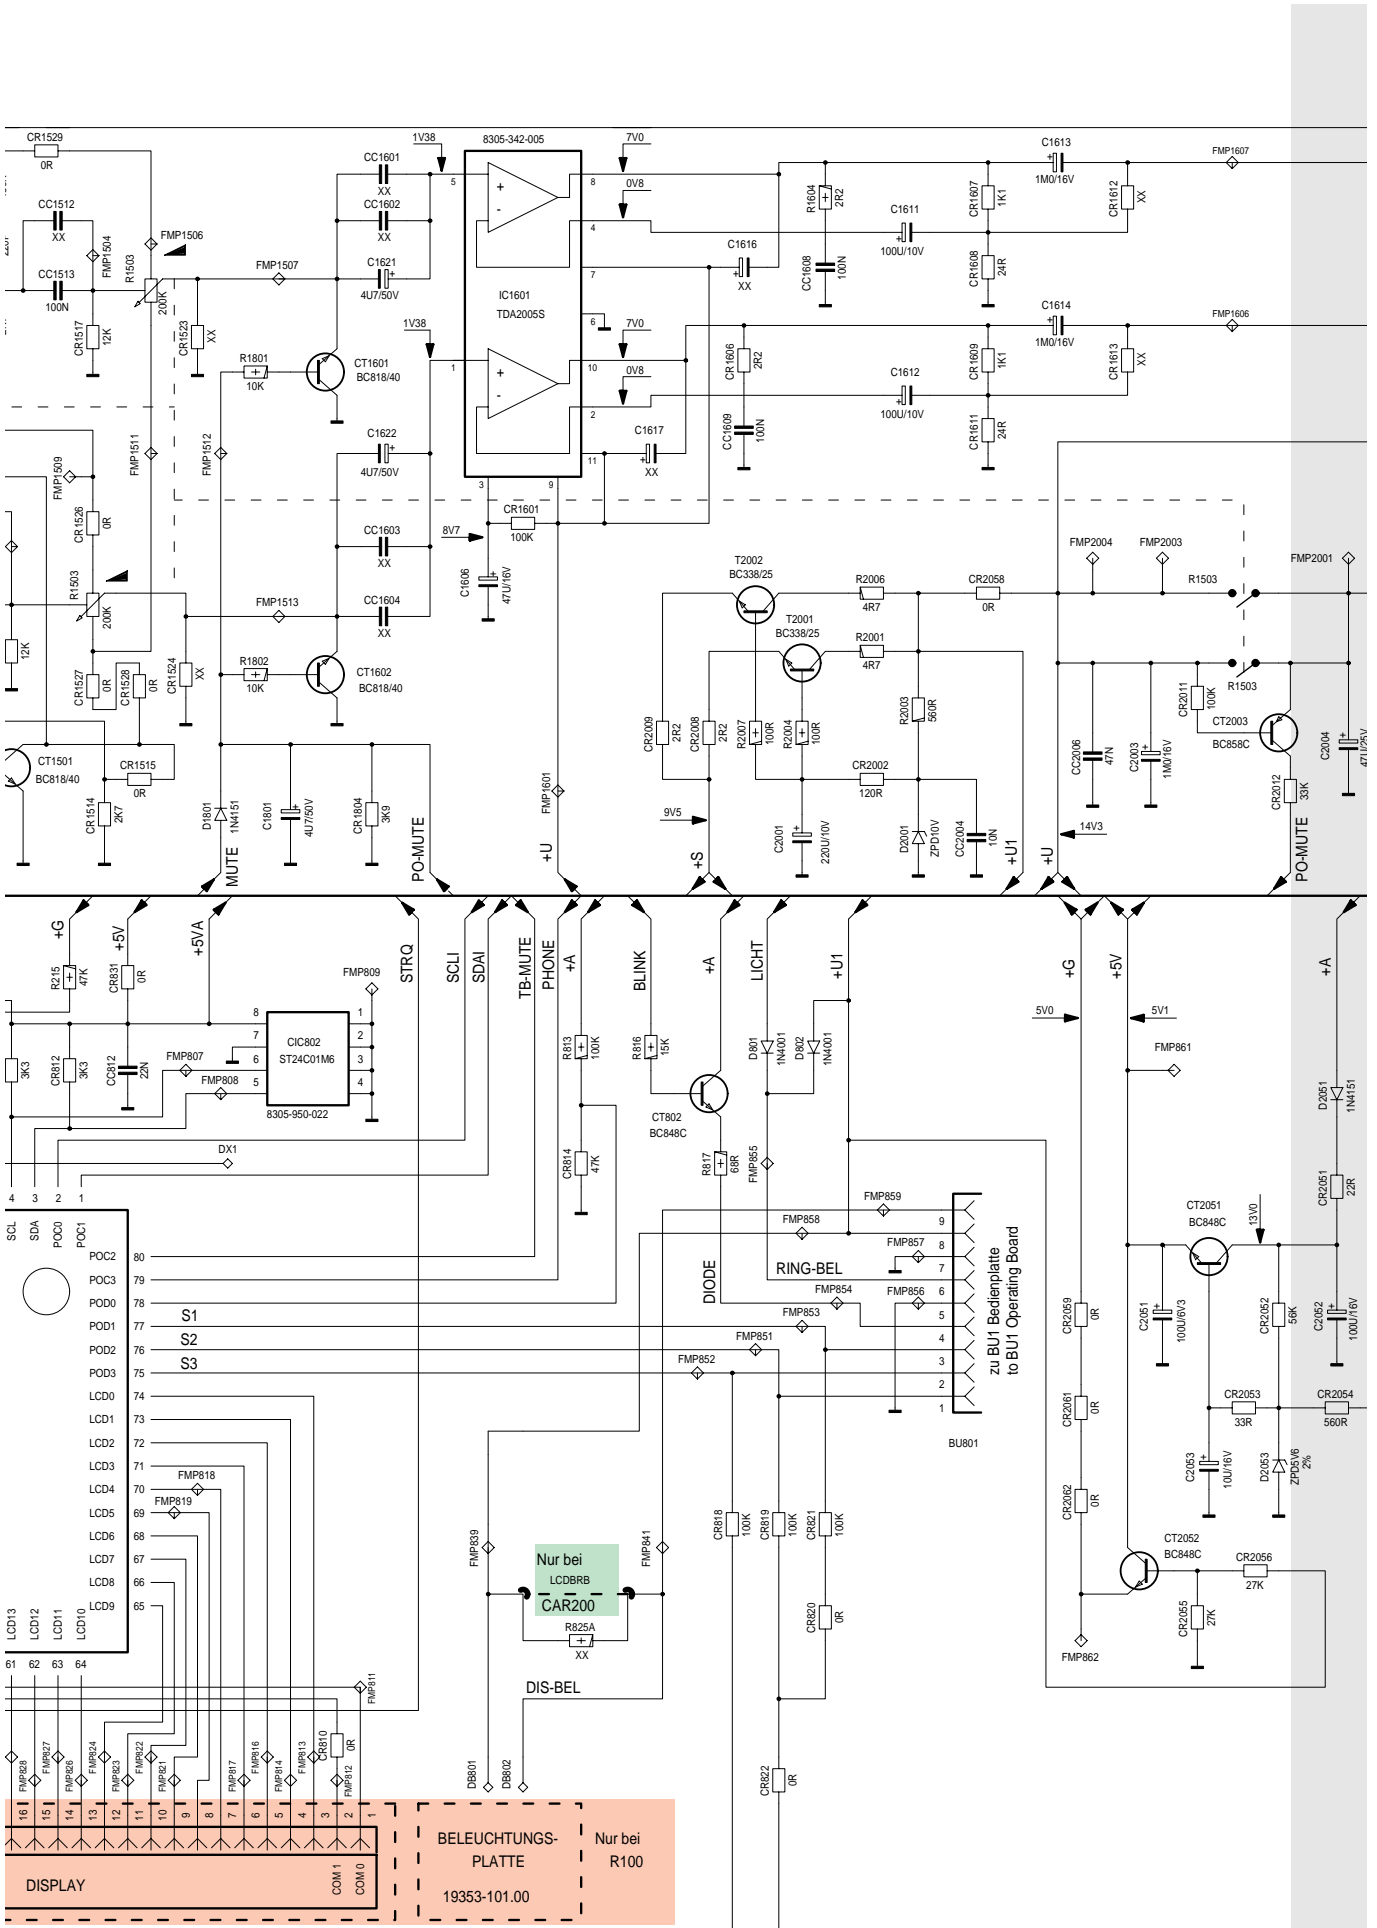 CR1529
0R
CC1512
XX
FMP1504
R1503
FMP1506
CC1513
100N
200K
CR1517
12K
CR1523
XX
FMP1507
CC1601
XX
CC1602
XX
C1621
4U7/50V
1V38
8305-342-005
5
+
-
IC1601
TDA2005S
1V38
1
+
-
3
9
8
4
7
6
10
2
11
7V0
0V8
7V0
0V8
R1604
2R2
CC1608
100N
C1616
XX
C1611
100U/10V
CR1607
1K1
CR1608
24R
C1613
1M0/16V
CR1612
XX
FMP1607
C1614
1M0/16V
CR1613
XX
FMP1606
CR1606
2R2
CC1609
100N
C1612
100U/10V
CR1609
1K1
CR1611
24R
C1617
XX
R1801
10K
CT1601
BC818/40
FMP1511
FMP1512
FMP1509
CR1526
0R
R1503
200K
C1622
4U7/50V
CC1603
XX
CC1604
XX
FMP1513
8V7
CR1601
100K
C1606
47U/16V
12K
CR1527
0R
CR1528
0R
CR1524
XX
R1802
10K
CT1602
BC818/40
CT1501
BC818/40
CR1515
0R
CR1514
2K7
D1801
1N4151
C1801
4U7/50V
CR1804
3K9
MUTE
PO-MUTE
FMP1601
+U
T2002
BC338/25
T2001
BC338/25
R2006
4R7
R2001
4R7
CR2058
0R
CR2009
2R2
CR2008
2R2
R2007
100R
R2004
100R
R2003
560R
CR2002
120R
9V5
C2001
220U/10V
D2001
ZPD10V
CC2004
10N
+S
+U1
+U
14V3
FMP2004
FMP2003
R1503
FMP2001
R1503
CR2011
100K
CT2003
BC858C
CC2006
47N
C2003
1M0/16V
CR2012
33K
C2004
47U/25V
PO-MUTE
+G
+5V
+5VA
STRQ
SCLI
SDAI
TB-MUTE
PHONE
+A
BLINK
+A
LICHT
+U1
+G
+5V
+A
R215
47K
CR831
0R
FMP809
3K3
CR812
3K3
CC812
22N
FMP807
FMP808
8
7
6
5
CIC802
ST24C01M6
1
2
3
4
8305-950-022
DX1
R813
100K
CR814
47K
R816
15K
CT802
BC848C
R817
68R
D801
1N4001
D802
1N4001
FMP855
5V0
5V1
FMP861
D2051
1N4151
CR2051
22R
4
3
2
1
SCL
SDA
POC0
POC1
POC2
80
POC3
79
POD0
78
POD1
77
S1
POD2
76
S2
POD3
75
S3
LCD0
74
LCD1
73
LCD2
72
LCD3
71
LCD4
70
FMP818
LCD5
69
FMP819
LCD6
68
LCD7
67
LCD8
66
LCD9
65
LCD13
LCD12
LCD11
LCD10
61
62
63
64
DIODE
RING-BEL
FMP859
FMP858
FMP857
FMP854
FMP856
FMP853
FMP851
FMP852
9
8
7
6
5
4
3
2
1
BU801
zu BU1 Bedienplatte
to BU1 Operating Board
CT2051
BC848C
13V0
C2051
100U/6V3
CR2052
56K
C2052
100U/16V
CR2059
0R
CR2061
0R
CR2062
0R
CR2053
33R
CR2054
560R
C2053
10U/16V
D2053
ZPD5V6
2%
CT2052
BC848C
CR2056
27K
CR2055
27K
FMP862
CR818
100K
CR819
100K
CR821
100K
CR820
0R
CR822
0R
FMP839
FMP841
Nur bei
LCDBRB
CAR200
R825A
XX
DIS-BEL
DB801
DB802
FMP811
CR810
0R
FMP828
FMP827
FMP826
FMP824
FMP823
FMP822
FMP821
FMP817
FMP816
FMP814
FMP813
FMP812
16
15
14
13
12
11
10
9
8
7
6
5
4
3
2
1
DISPLAY
COM 1
COM 0
BELEUCHTUNGS-
PLATTE
19353-101.00
Nur bei
R100